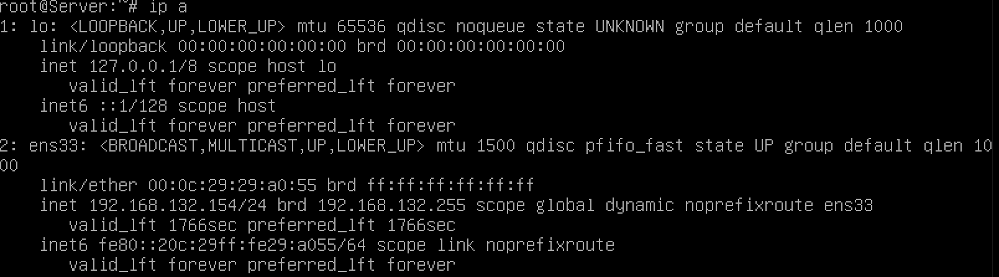 root@Server:~# ip a
1: lo: <LOOPBACK,UP,LOWER_UP> mtu 65536 qdisc noqueue state UNKNOWN group default qlen 1000
    link/loopback 00:00:00:00:00:00 brd 00:00:00:00:00:00
    inet 127.0.0.1/8 scope host lo
       valid_lft forever preferred_lft forever
    inet6 ::1/128 scope host
       valid_lft forever preferred_lft forever
2: ens33: <BROADCAST,MULTICAST,UP,LOWER_UP> mtu 1500 qdisc pfifo_fast state UP group default qlen 10
00
    link/ether 00:0c:29:29:a0:55 brd ff:ff:ff:ff:ff:ff
    inet 192.168.132.154/24 brd 192.168.132.255 scope global dynamic noprefixroute ens33
       valid_lft 1766sec preferred_lft 1766sec
    inet6 fe80::20c:29ff:fe29:a055/64 scope link noprefixroute
       valid_lft forever preferred_lft forever